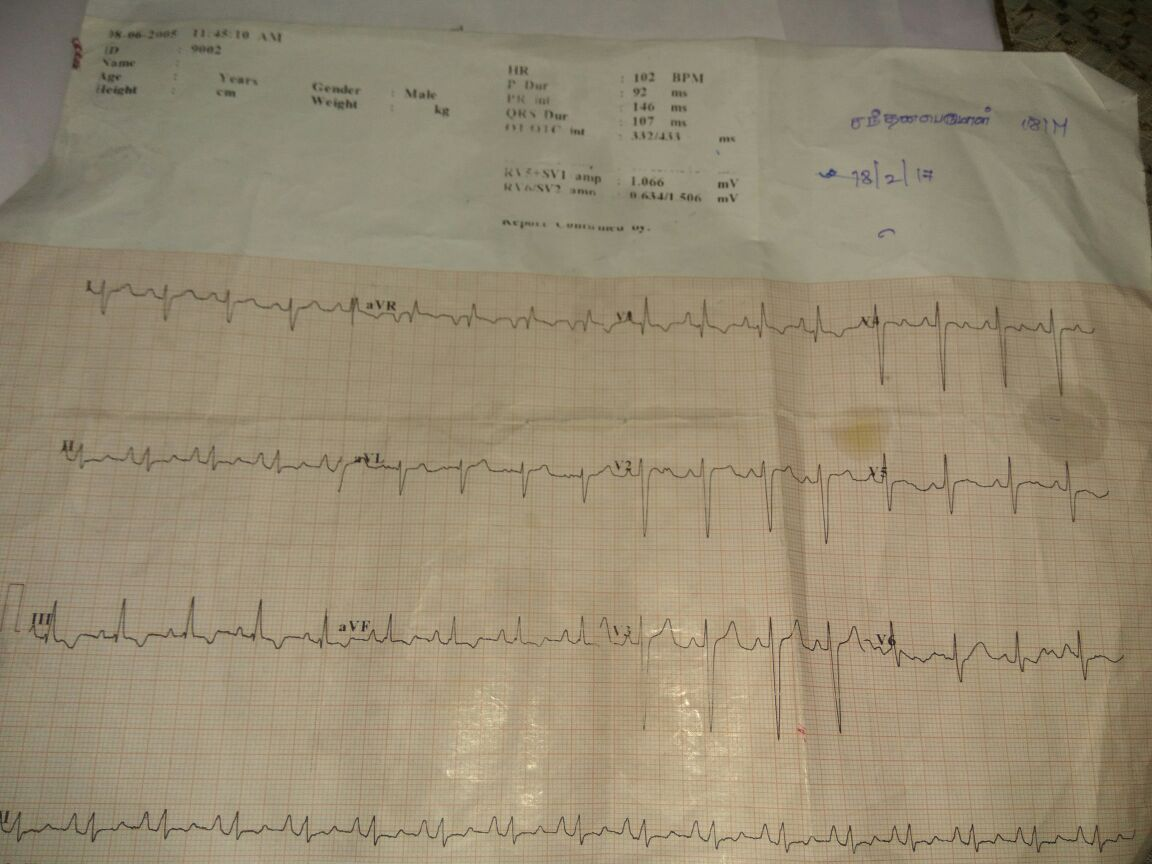 08-06-2005 11:45:10 AM
ID : 9002
Name :
Age : Years
Height : cm
Gender : Male
Weight : kg
HR : 102 BPM
P Dur : 92 ms
PR int : 146 ms
QRS Dur : 107 ms
QT/QTC int : 332/433 ms
RV5+SV1 amp : 1.066 mV
RV6/SV2 amp : 0.634/1.506 mV
Report Confirmed by:
18/2/17
I aVR V1 V4
II aVL V2 V5
III aVF V3 V6
II